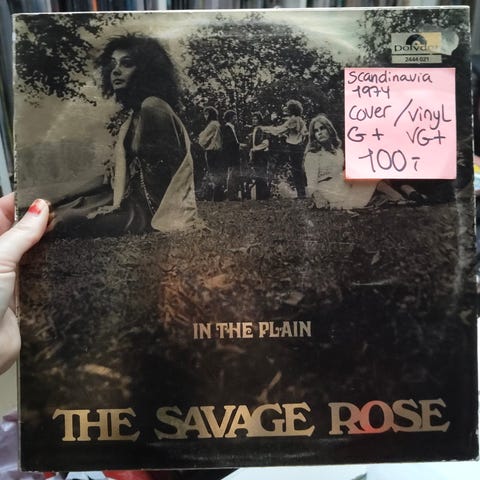 Polydor
2444 021
Scandinavia
1974
cover / vinyl
G+ VG+
100:-
IN THE PLAIN
THE SAVAGE ROSE